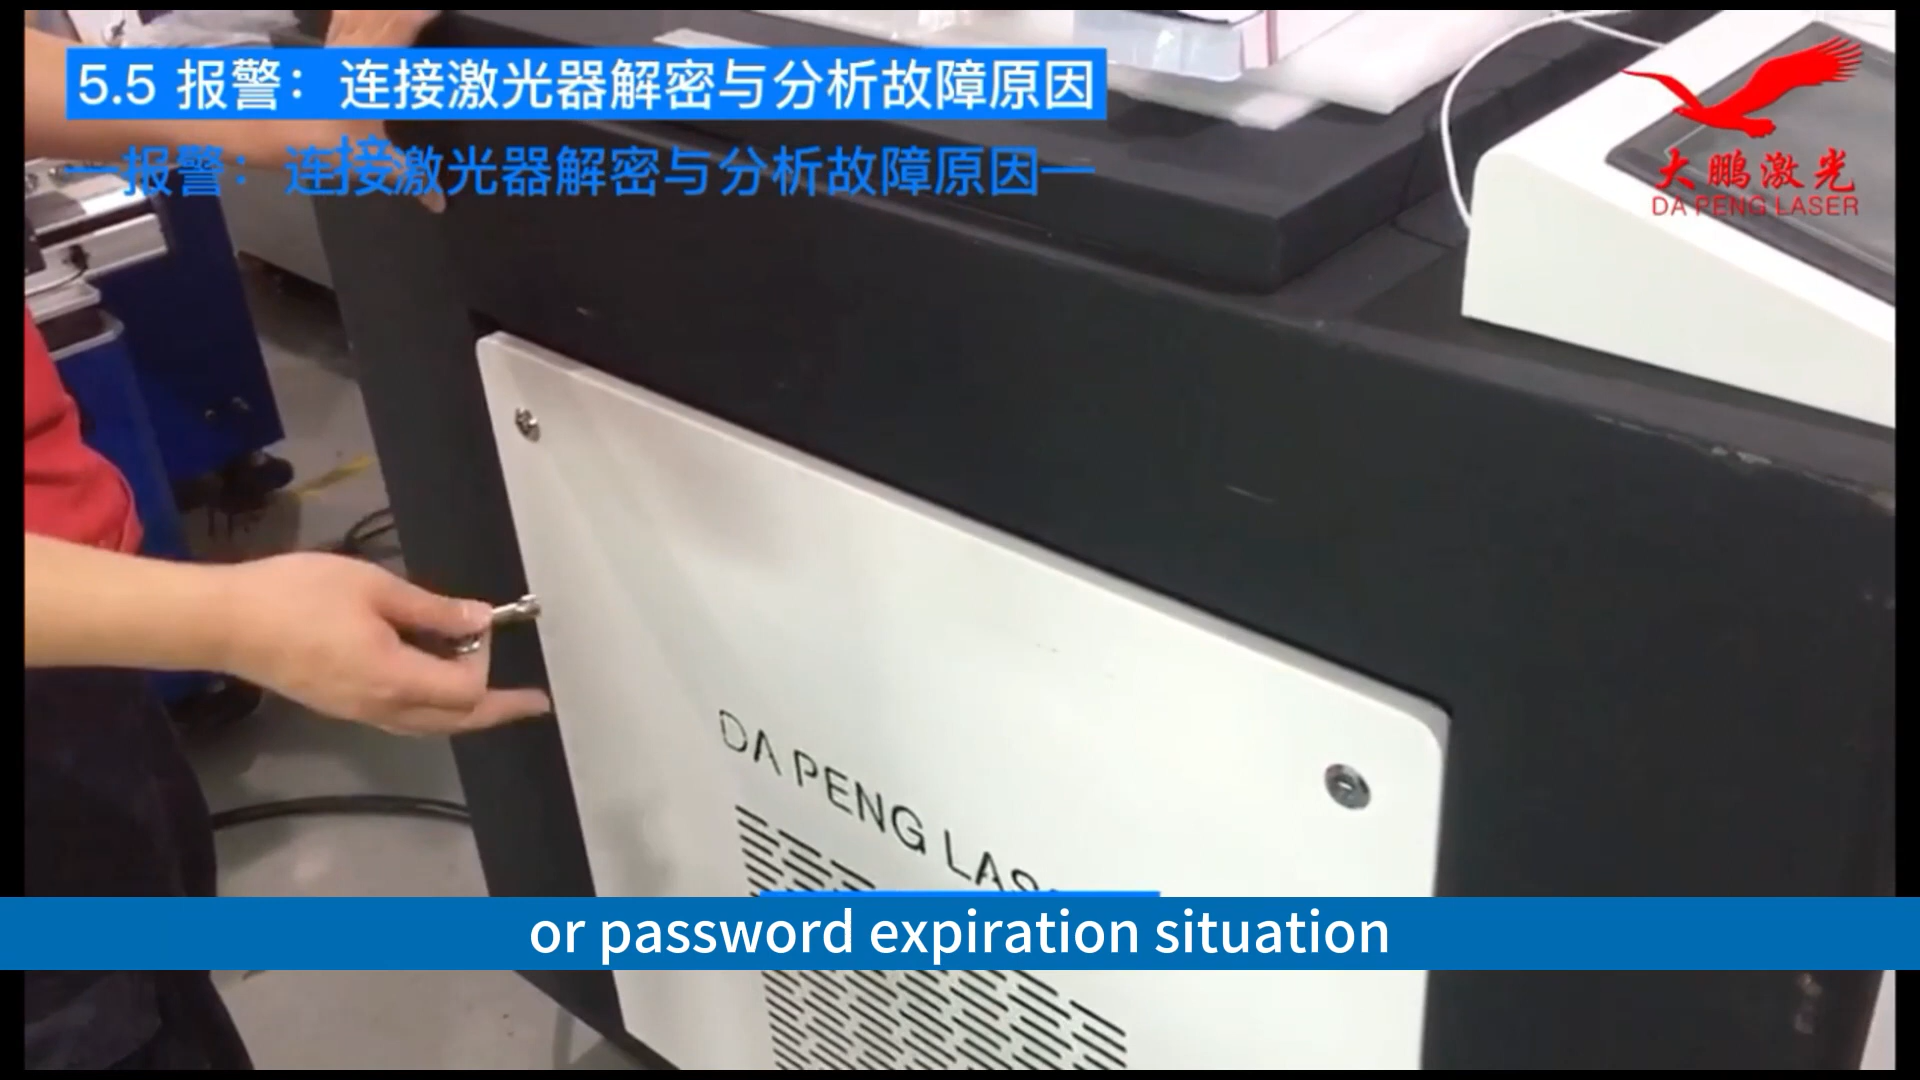 5.5 报警：连接激光器解密与分析故障原因
—报警：连接激光器解密与分析故障原因—
大鹏激光
DA PENG LASER
DA PENG LAS
or password expiration situation